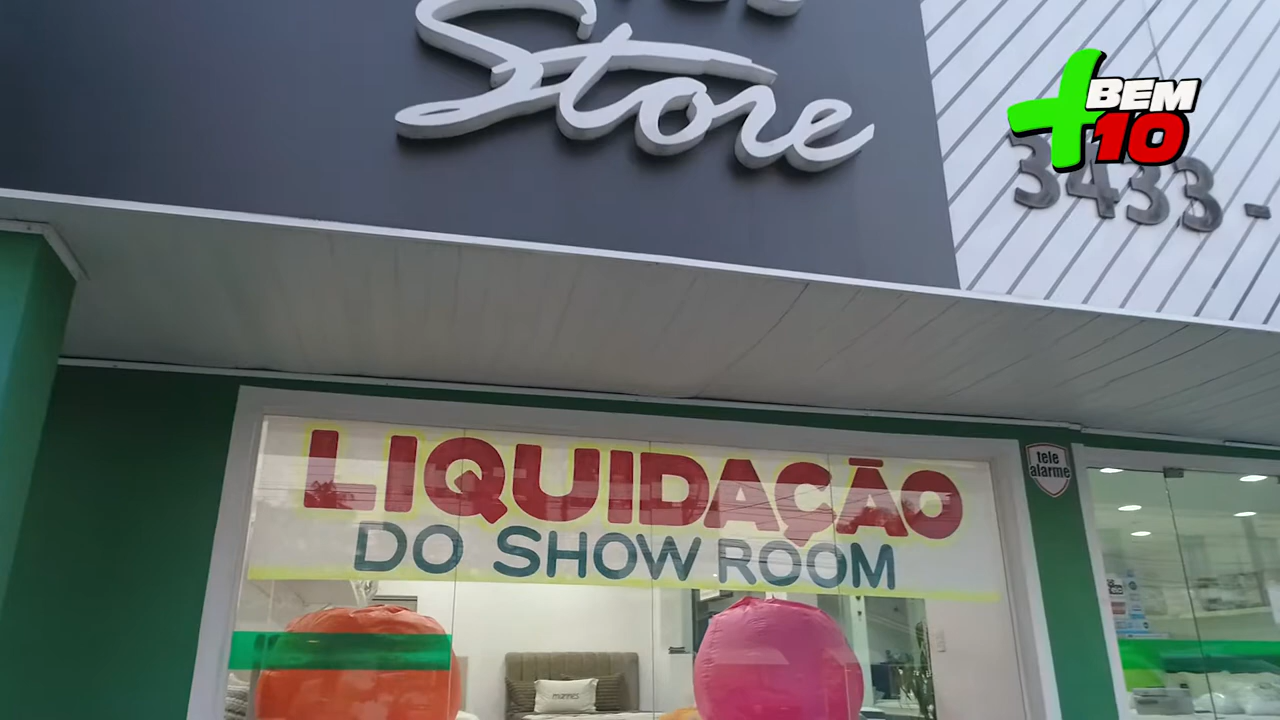 Store
BEM
10
3433-
LIQUIDAÇÃO
DO SHOW ROOM
tele
alarme